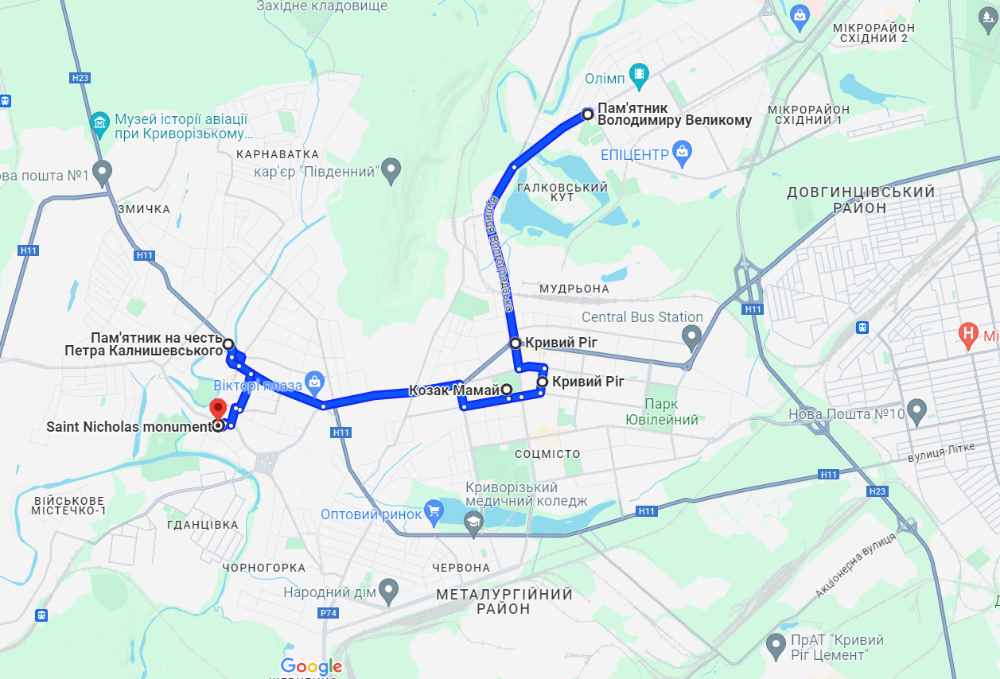 Західне кладовище
МІКРОРАЙОН
СХІДНИЙ 2
H23
Олімп
Пам'ятник
Володимиру Великому
МІКРОРАЙОН
СХІДНИЙ 1
Музей історії авіації
при Криворізькому...
КАРНАВАТКА
кар'єр "Південний"
ова пошта №1
ЕПІЦЕНТР
ГАЛКОВСЬКИЙ
КУТ
ДОВГИНЦІВСЬКИЙ
РАЙОН
ЗМИЧКА
H11
H11
вулиця Волгоградська
МУДРЬОНА
H11
Central Bus Station
Мі
Пам'ятник на честь
Петра Калнишевського
Кривий Ріг
Вікторі плаза
Козак Мамай
Кривий Ріг
Парк
Ювілейний
Нова Пошта №10
Saint Nicholas monument
H11
СОЦМІСТО
вулиця Літке
H11
H23
Криворізький
медичний коледж
ВІЙСЬКОВЕ
МІСТЕЧКО-1
Оптовий ринок
H11
ГДАНЦІВКА
Акціонерна вулиця
ЧОРНОГОРКА
ЧЕРВОНА
Народний дім
МЕТАЛУРГІЙНИЙ
РАЙОН
P74
ПрАТ "Кривий
Ріг Цемент"
Google